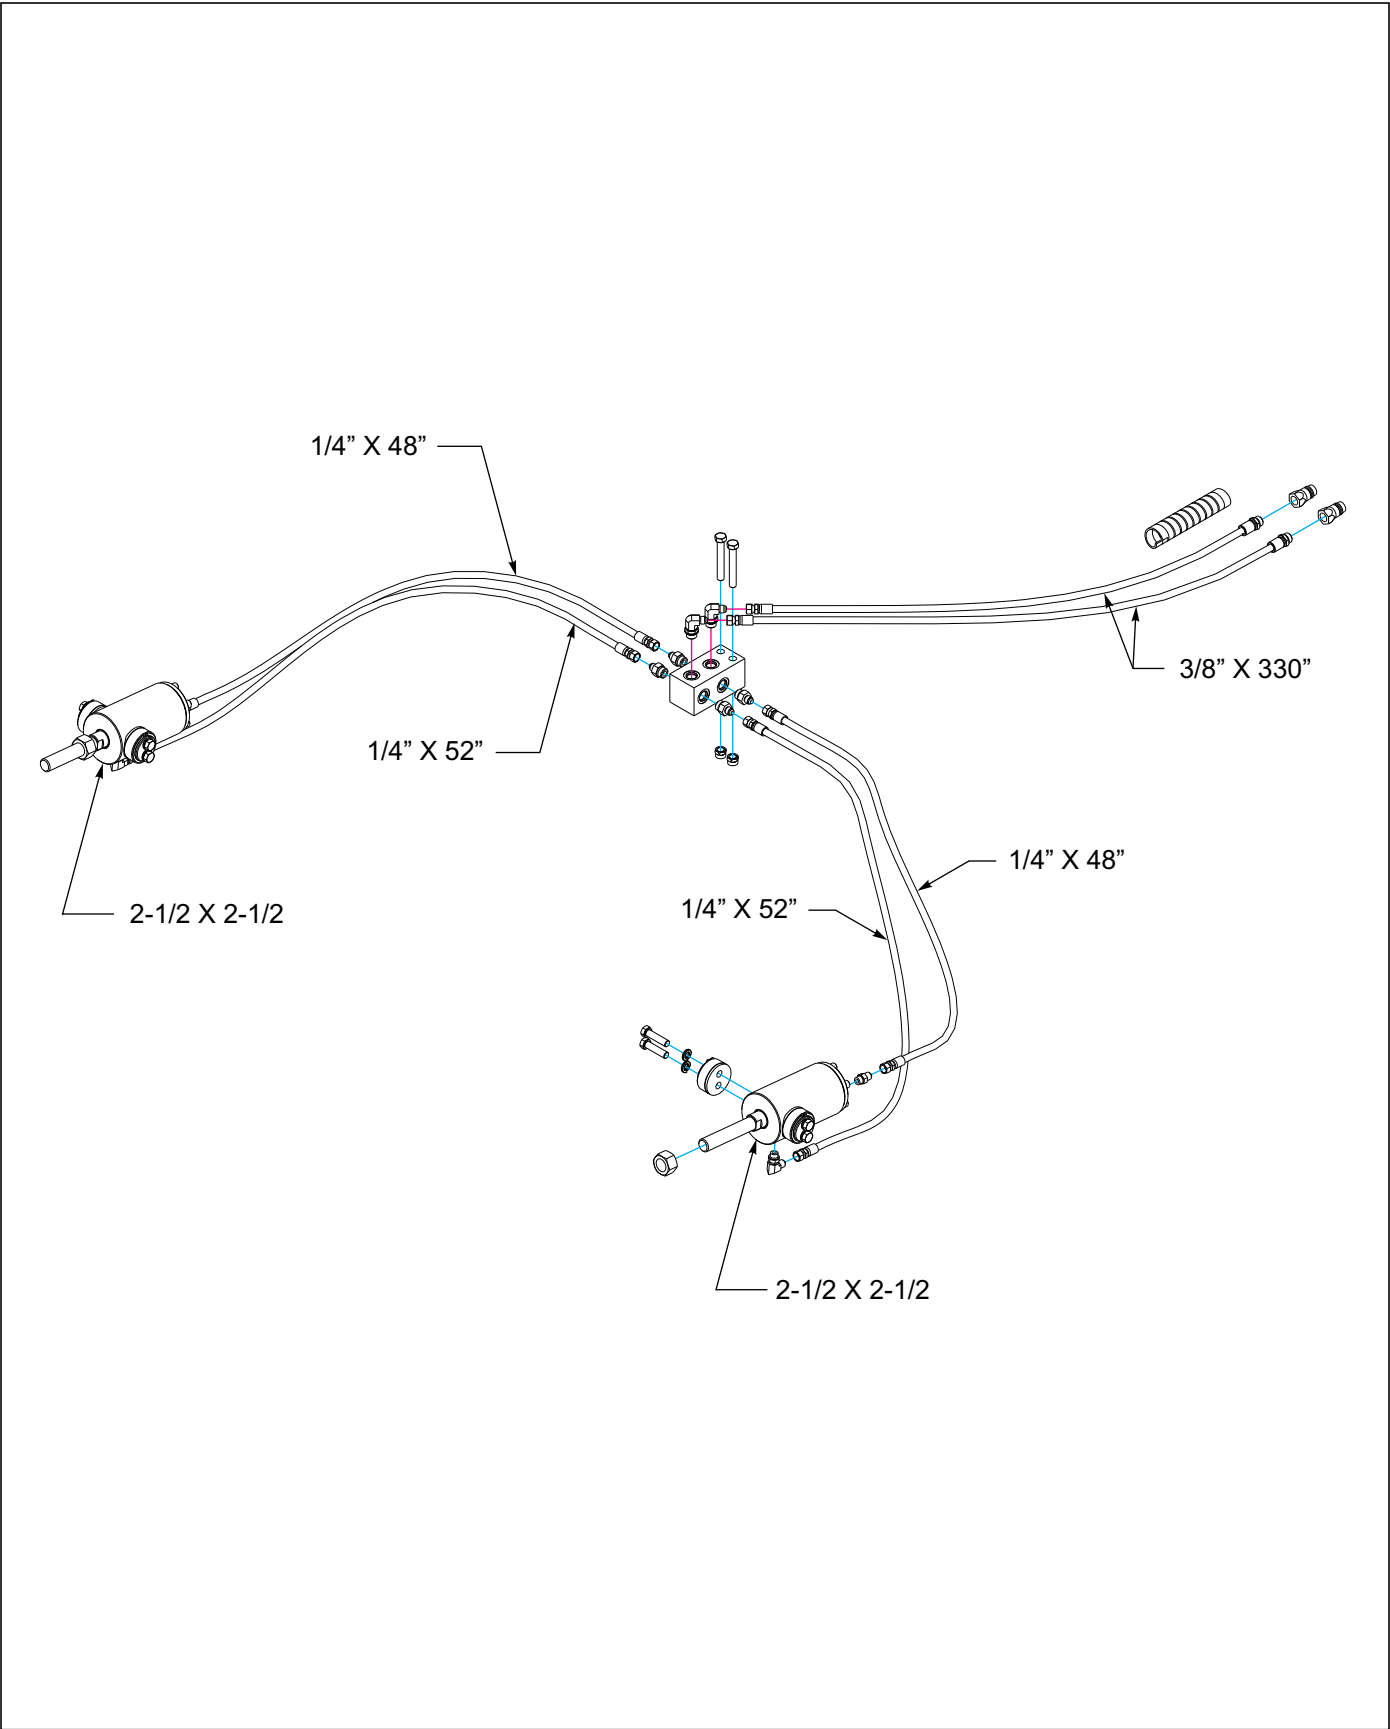 1/4” X 48”
3/8” X 330”
1/4” X 52”
1/4” X 48”
1/4” X 52”
2-1/2 X 2-1/2
2-1/2 X 2-1/2